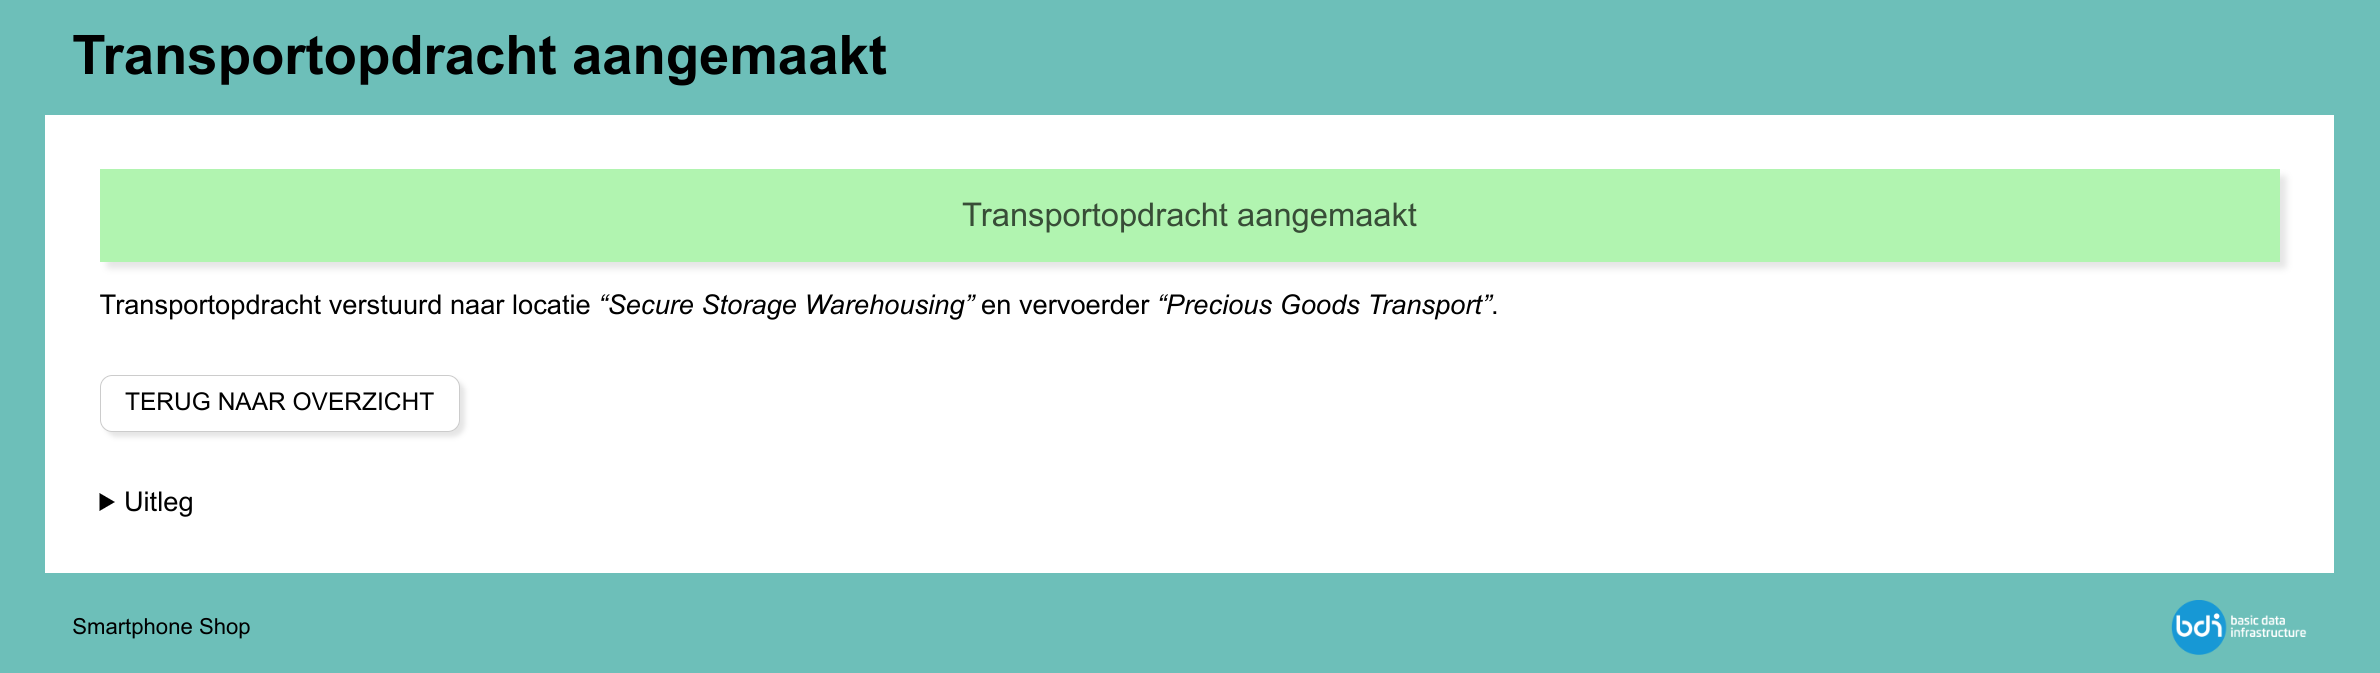 Transportopdracht aangemaakt
Transportopdracht aangemaakt
Transportopdracht verstuurd naar locatie “Secure Storage Warehousing” en vervoerder “Precious Goods Transport”.
TERUG NAAR OVERZICHT
Uitleg
Smartphone Shop
bdi basic data
infrastructure